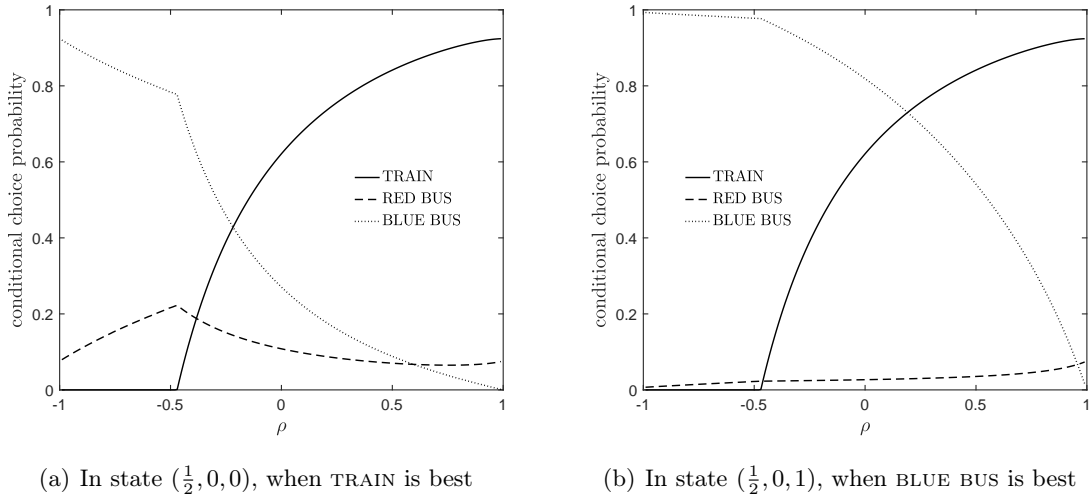 conditional choice probability
1
0.8
0.6
0.4
0.2
0
TRAIN
RED BUS
BLUE BUS
-1 -0.5 0 0.5 1
ρ
(a) In state (½, 0, 0), when TRAIN is best
conditional choice probability
1
0.8
0.6
0.4
0.2
0
TRAIN
RED BUS
BLUE BUS
-1 -0.5 0 0.5 1
ρ
(b) In state (½, 0, 1), when BLUE BUS is best